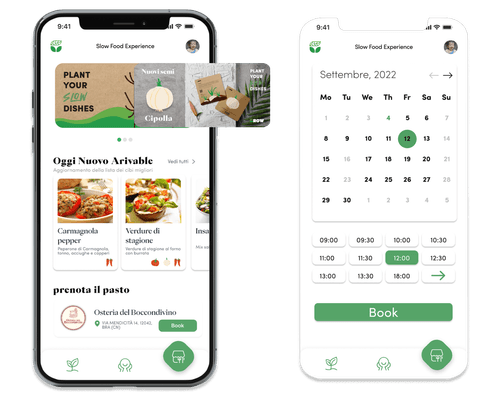 9:41
Slow Food Experience
PLANT
YOUR
SLOW
DISHES
Nuovi semi
Cipolla
PLANT
YOUR
DISHES
NOW
Oggi Nuovo Arivable
Vedi tutti >
Aggiornamento della lista dei cibi migliori
Carmagnola
pepper
Peperone di Carmagnola,
tonno, acciughe e capperi
Verdure di
stagione
Verdure di stagione al forno
con burrata
Insa
Mix sal
prenota il pasto
Osteria del Boccondivino
VIA MENDICITÀ 14, 12042,
BRA (CN)
Book
Slow Food Experience
Settembre, 2022
Mo Tu We Th Fr Sa Su
1 2 3 4 5 6 7
8 9 10 11 12 13 14
15 16 17 18 19 20 21
22 23 24 25 26 27 28
29 30 1 2 3 4 5
09:00 09:30 10:00 10:30
11:00 11:30 12:00 12:30
13:00 13:30 18:00
Book